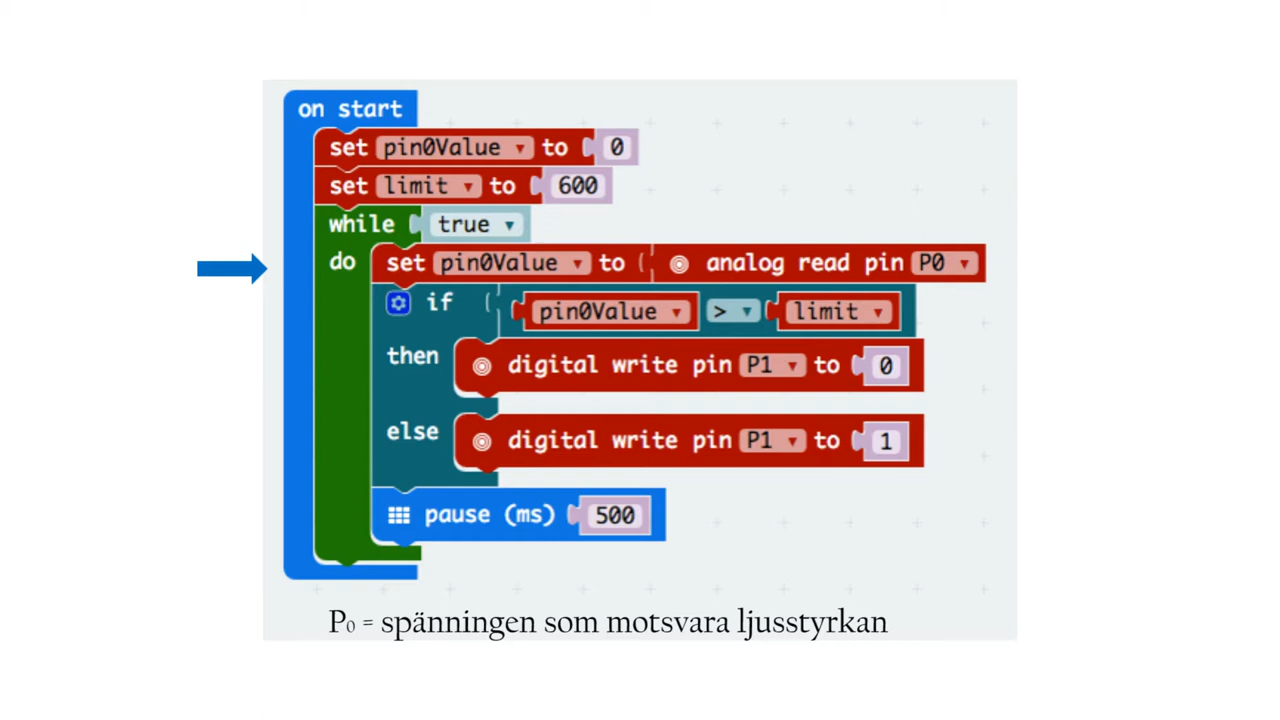 on start
set pin0Value to 0
set limit to 600
while true
do set pin0Value to analog read pin P0
if pin0Value > limit
then digital write pin P1 to 0
else digital write pin P1 to 1
pause (ms) 500
P0 = spänningen som motsvara ljusstyrkan